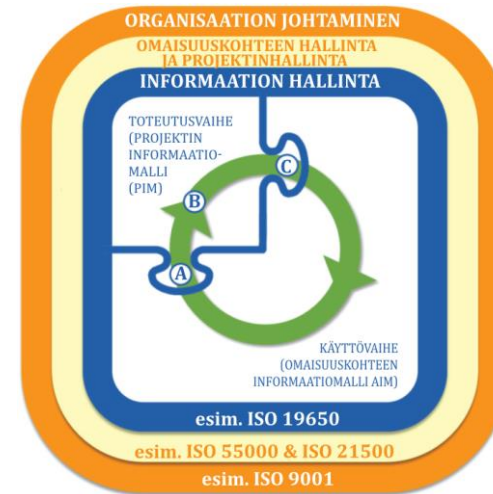 ORGANISAATION JOHTAMINEN
OMAISUUSKOHTEEN HALLINTA
JA PROJEKTINHALLINTA
INFORMAATION HALLINTA
TOTEUTUSVAIHE
(PROJEKTIN
INFORMAATIO-
MALLI
(PIM)
C
B
A
KÄYTTÖVAIHE
(OMAISUUSKOHTEEN
INFORMAATIOMALLI AIM)
esim. ISO 19650
esim. ISO 55000 & ISO 21500
esim. ISO 9001